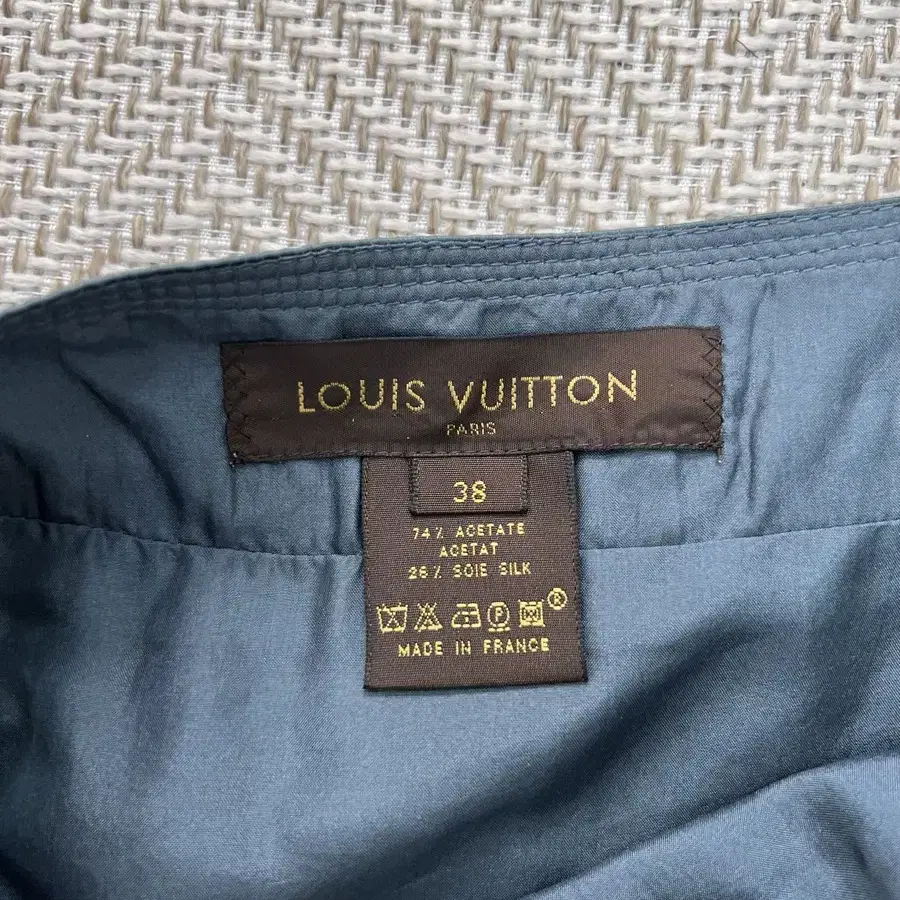 LOUIS VUITTON
PARIS
38
74% ACETATE
ACETAT
26% SOIE SILK
P ®
MADE IN FRANCE